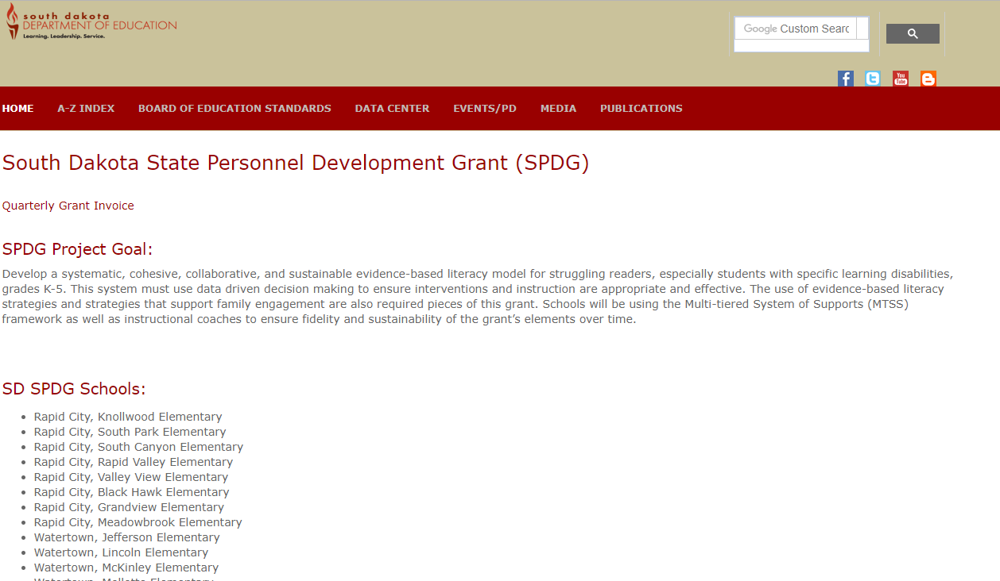 south dakota
DEPARTMENT OF EDUCATION
Learning. Leadership. Service.
Google Custom Searc
HOME A-Z INDEX BOARD OF EDUCATION STANDARDS DATA CENTER EVENTS/PD MEDIA PUBLICATIONS
South Dakota State Personnel Development Grant (SPDG)
Quarterly Grant Invoice
SPDG Project Goal:
Develop a systematic, cohesive, collaborative, and sustainable evidence-based literacy model for struggling readers, especially students with specific learning disabilities,
grades K-5. This system must use data driven decision making to ensure interventions and instruction are appropriate and effective. The use of evidence-based literacy
strategies and strategies that support family engagement are also required pieces of this grant. Schools will be using the Multi-tiered System of Supports (MTSS)
framework as well as instructional coaches to ensure fidelity and sustainability of the grant’s elements over time.
SD SPDG Schools:
• Rapid City, Knollwood Elementary
• Rapid City, South Park Elementary
• Rapid City, South Canyon Elementary
• Rapid City, Rapid Valley Elementary
• Rapid City, Valley View Elementary
• Rapid City, Black Hawk Elementary
• Rapid City, Grandview Elementary
• Rapid City, Meadowbrook Elementary
• Watertown, Jefferson Elementary
• Watertown, Lincoln Elementary
• Watertown, McKinley Elementary
Watertown, Mellette Elementary